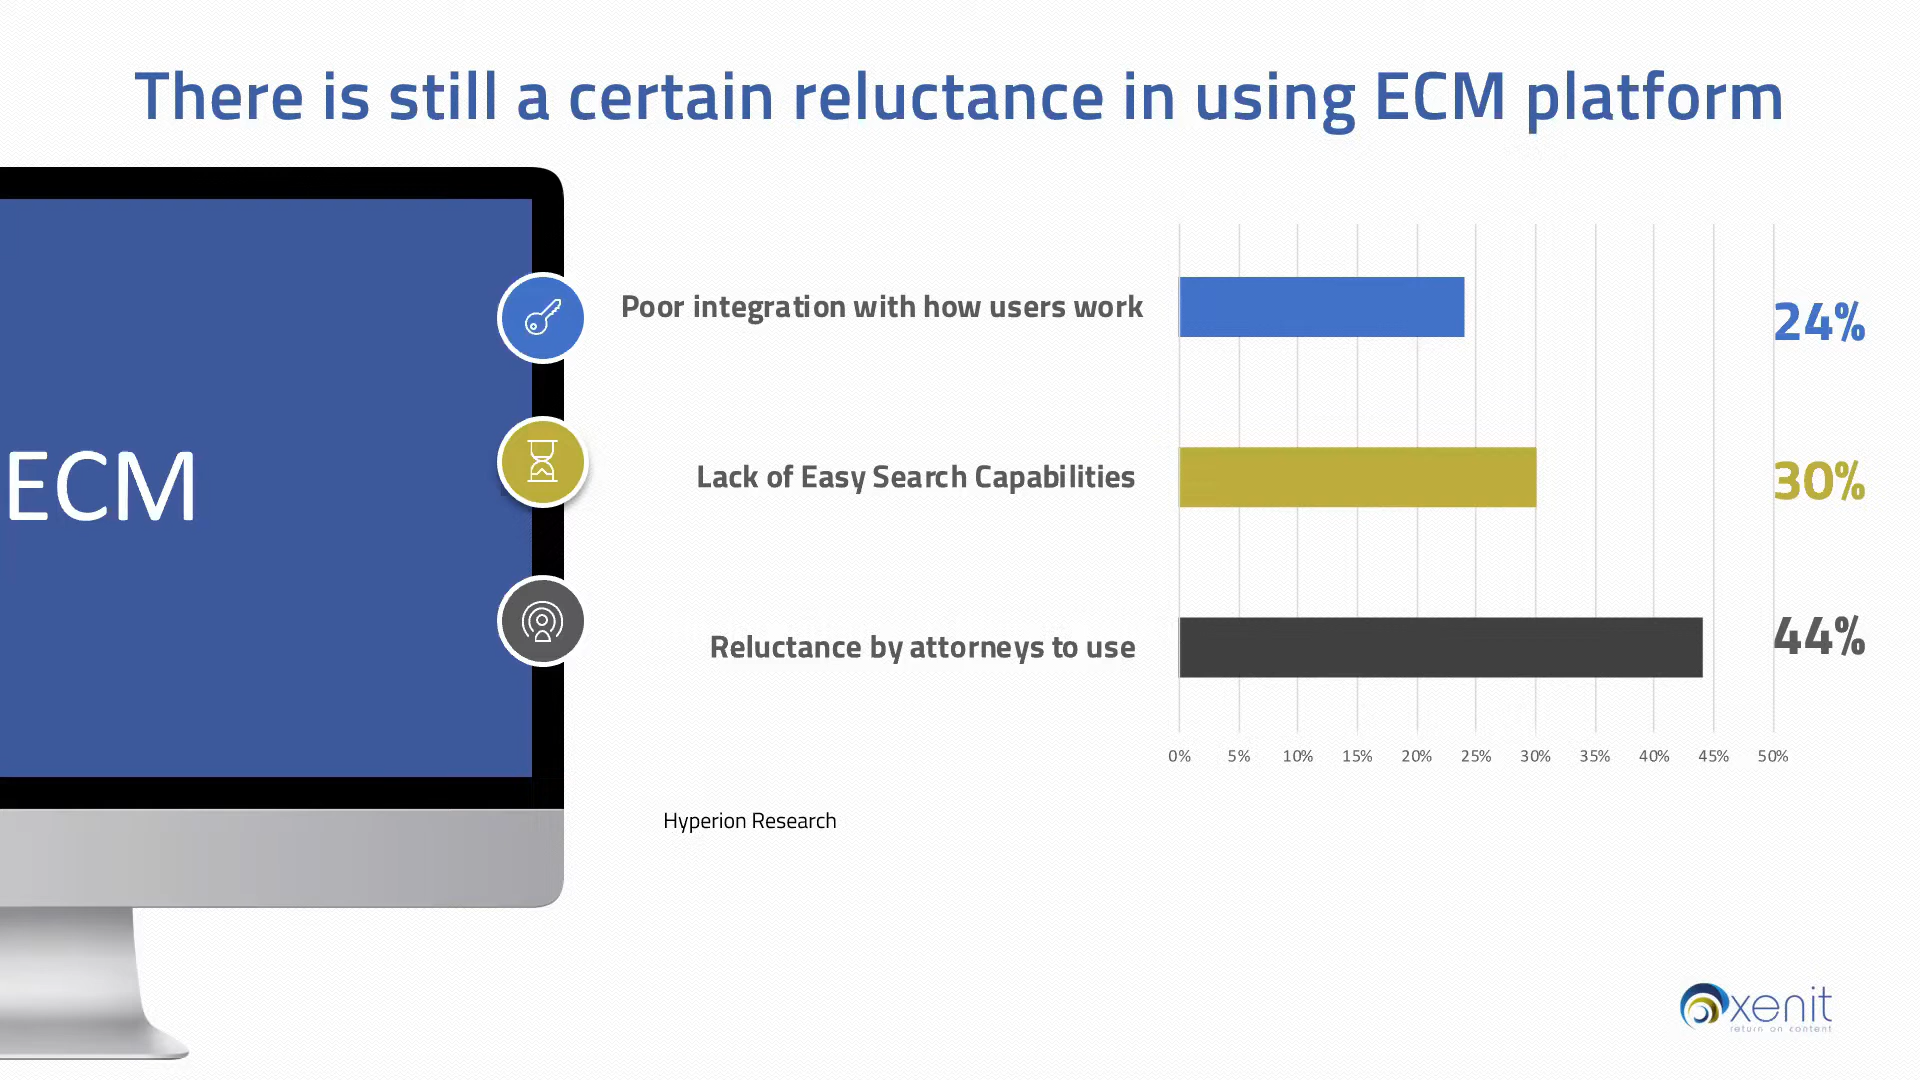 There is still a certain reluctance in using ECM platform
ECM
Poor integration with how users work
24%
Lack of Easy Search Capabilities
30%
Reluctance by attorneys to use
44%
0% 5% 10% 15% 20% 25% 30% 35% 40% 45% 50%
Hyperion Research
xenit
return on content